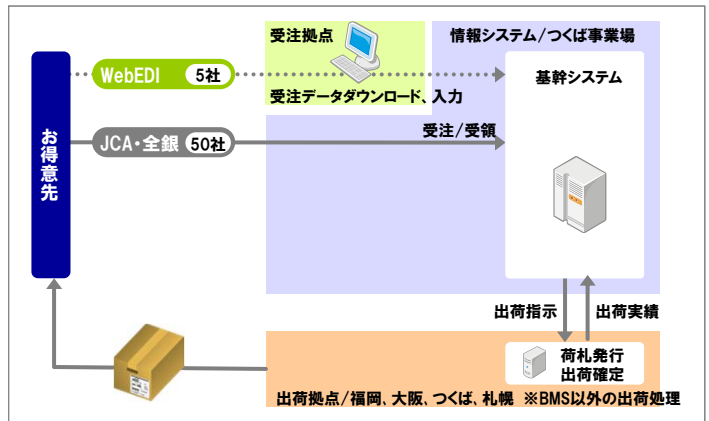 受注拠点
情報システム/つくば事業場
WebEDI 5社
基幹システム
受注データダウンロード、入力
お得意先
JCA・全銀 50社
受注/受領
出荷指示
出荷実績
荷札発行
出荷確定
出荷拠点/福岡、大阪、つくば、札幌 ※BMS以外の出荷処理